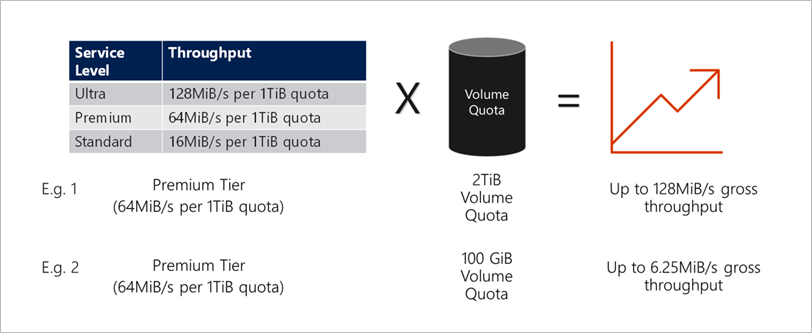 Service Level Throughput
Ultra 128MiB/s per 1TiB quota
Premium 64MiB/s per 1TiB quota
Standard 16MiB/s per 1TiB quota
X
Volume
Quota
=
E.g. 1
Premium Tier
(64MiB/s per 1TiB quota)
2TiB
Volume
Quota
Up to 128MiB/s gross
throughput
E.g. 2
Premium Tier
(64MiB/s per 1TiB quota)
100 GiB
Volume
Quota
Up to 6.25MiB/s gross
throughput